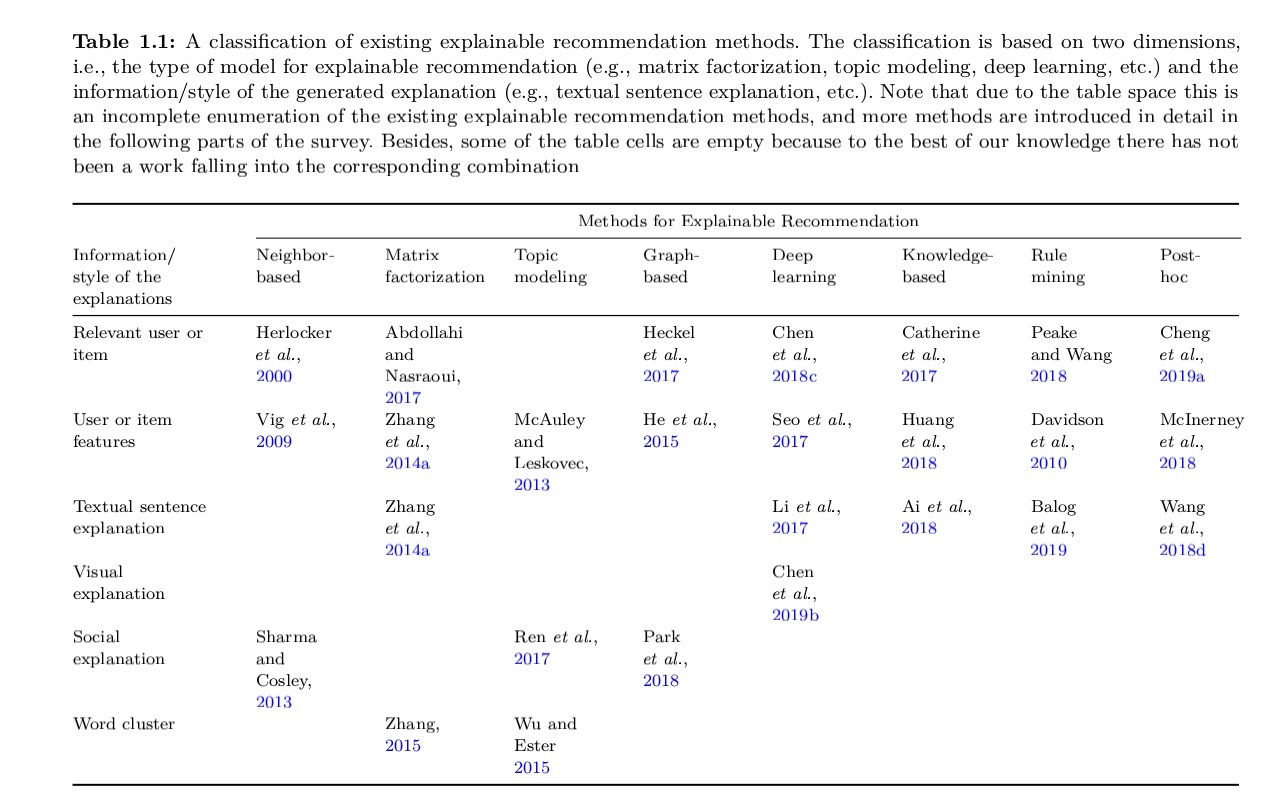 Table 1.1: A classification of existing explainable recommendation methods. The classification is based on two dimensions,
i.e., the type of model for explainable recommendation (e.g., matrix factorization, topic modeling, deep learning, etc.) and the
information/style of the generated explanation (e.g., textual sentence explanation, etc.). Note that due to the table space this is
an incomplete enumeration of the existing explainable recommendation methods, and more methods are introduced in detail in
the following parts of the survey. Besides, some of the table cells are empty because to the best of our knowledge there has not
been a work falling into the corresponding combination
Methods for Explainable Recommendation
Information/ Neighbor- Matrix Topic Graph- Deep Knowledge- Rule Post-
style of the based factorization modeling based learning based mining hoc
explanations
Relevant user or Herlocker Abdollahi Heckel Chen Catherine Peake Cheng
item et al., and et al., et al., et al., and Wang et al.,
2000 Nasraoui, 2017 2018c 2017 2018 2019a
2017
User or item Vig et al., Zhang McAuley He et al., Seo et al., Huang Davidson McInerney
features 2009 et al., and 2015 2017 et al., et al., et al.,
2014a Leskovec, 2018 2010 2018
2013
Textual sentence Zhang Li et al., Ai et al., Balog Wang
explanation et al., 2017 2018 et al., et al.,
2014a 2019 2018d
Visual Chen
explanation et al.,
2019b
Social Sharma Ren et al., Park
explanation and 2017 et al.,
Cosley, 2018
2013
Word cluster Zhang, Wu and
2015 Ester
2015